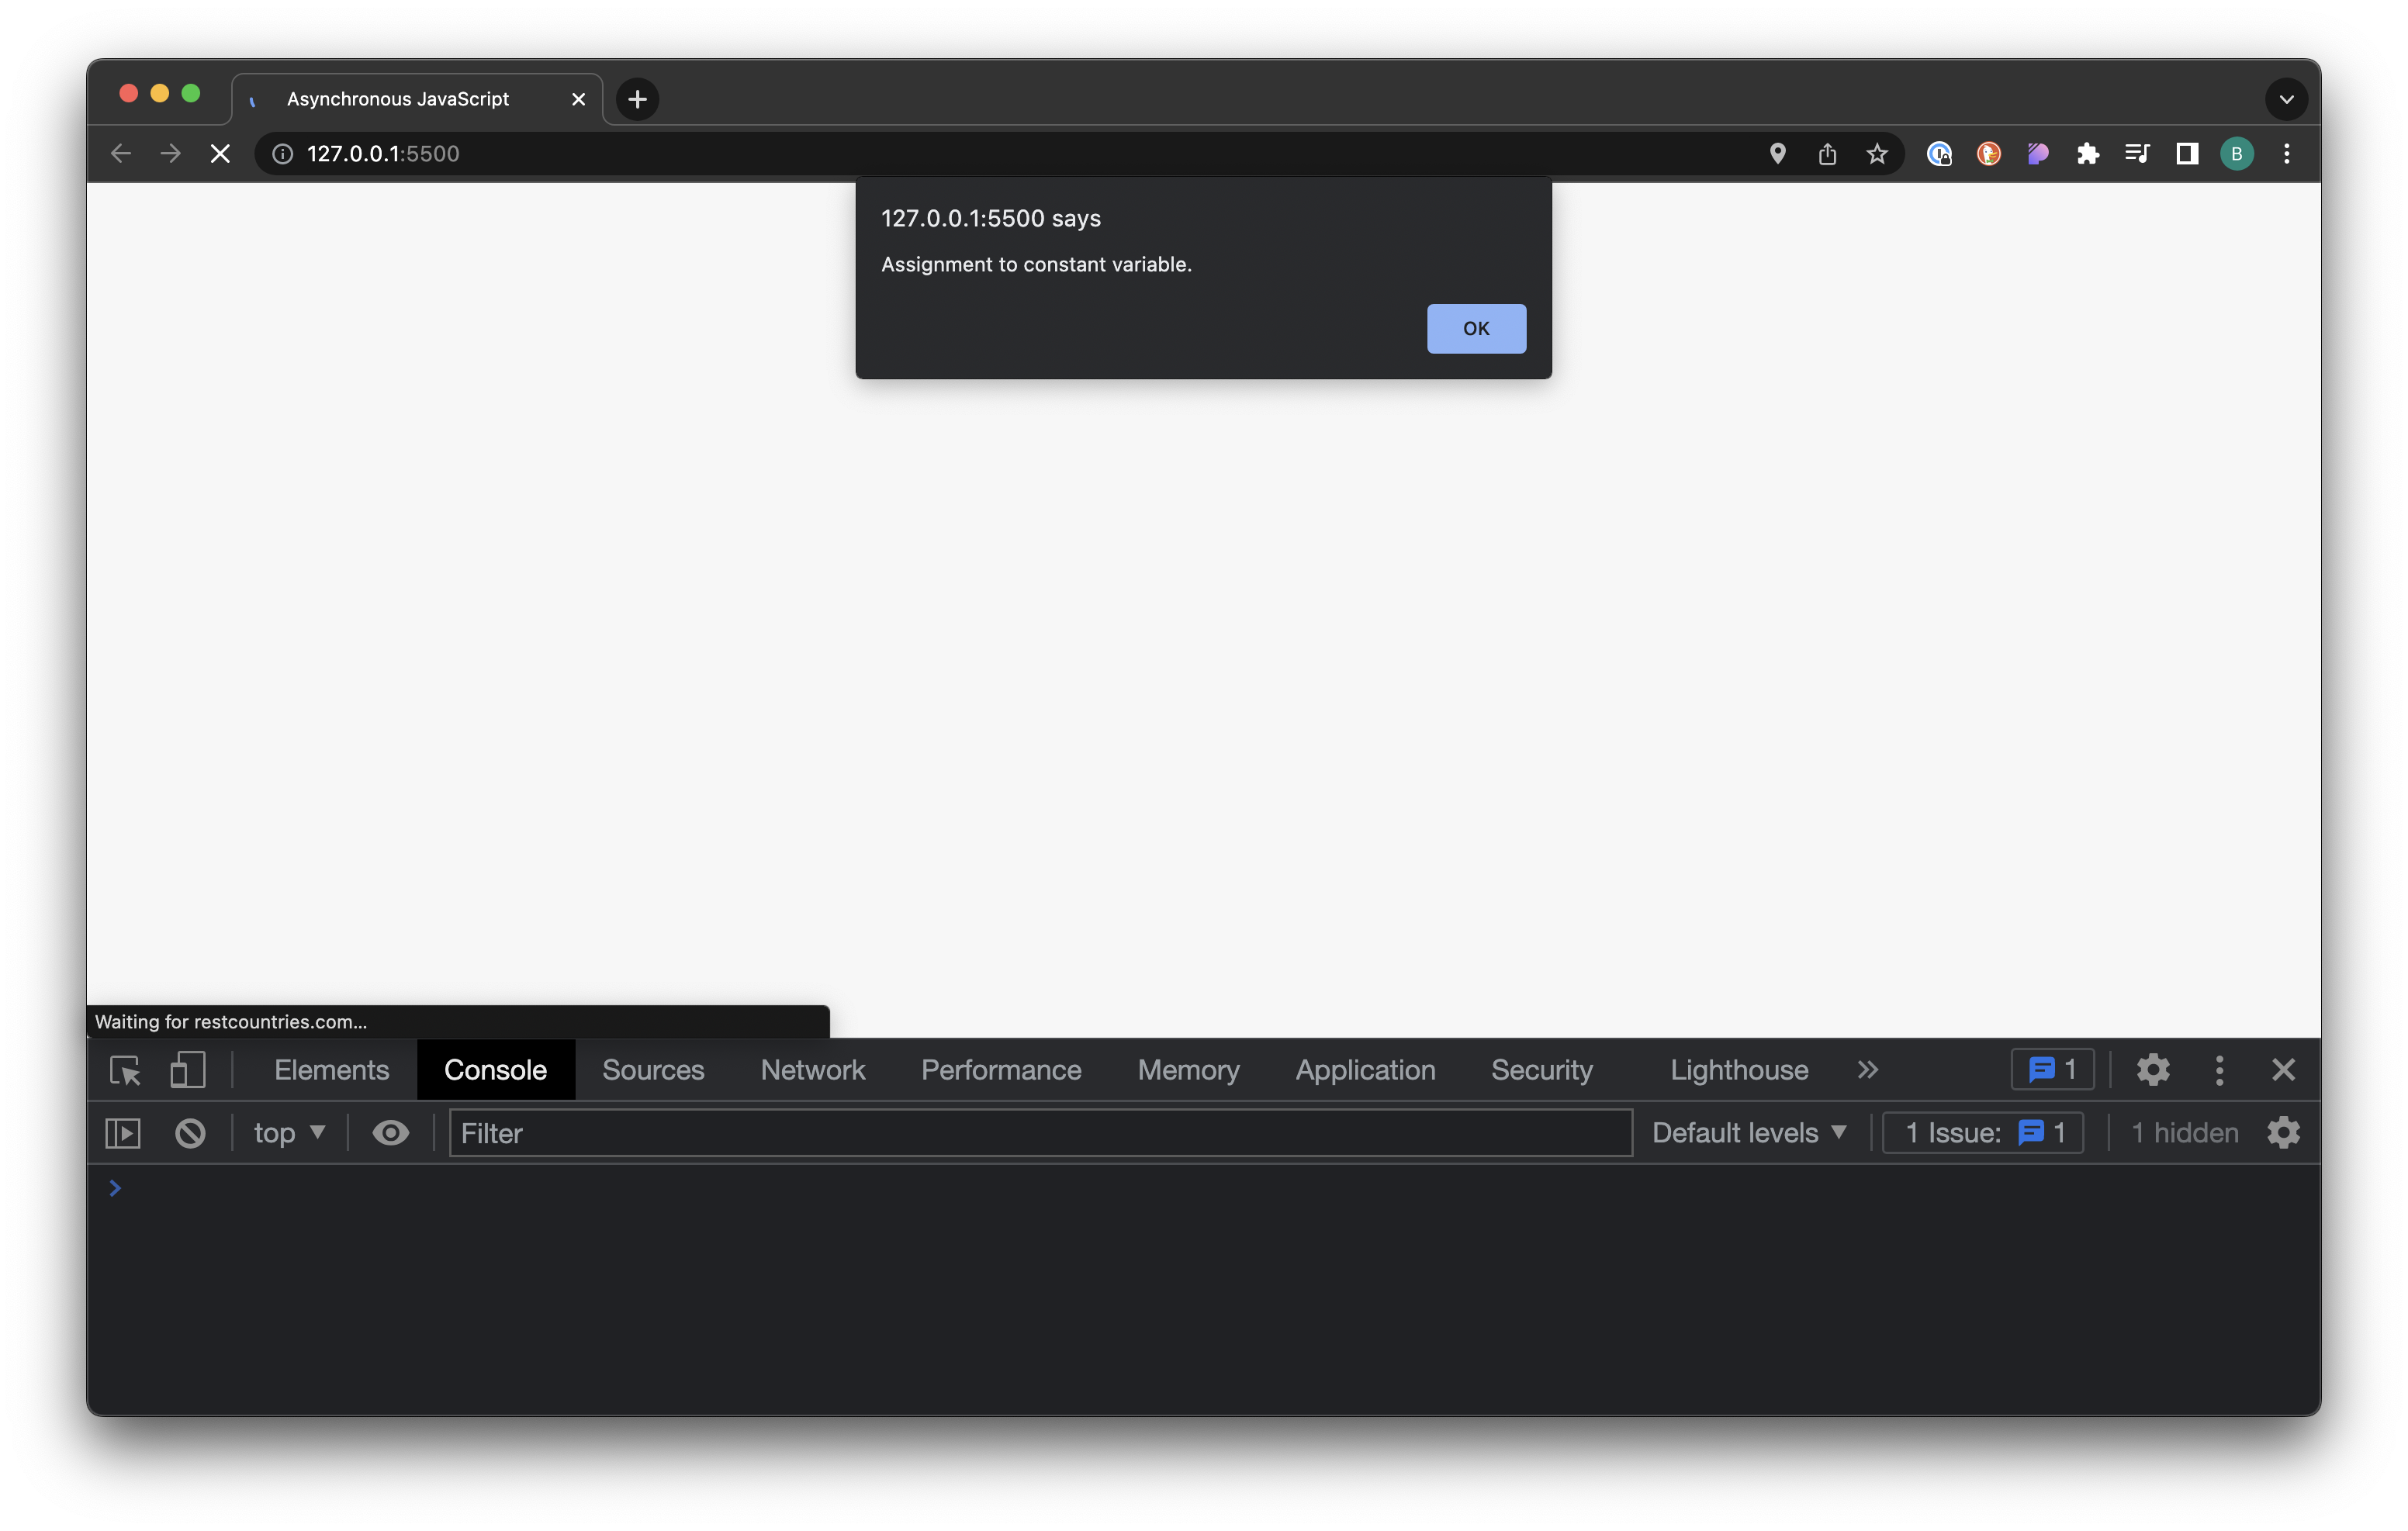 Asynchronous JavaScript
127.0.0.1:5500
B
127.0.0.1:5500 says
Assignment to constant variable.
OK
Waiting for restcountries.com...
Elements Console Sources Network Performance Memory Application Security Lighthouse 1
top Filter Default levels 1 Issue: 1 1 hidden